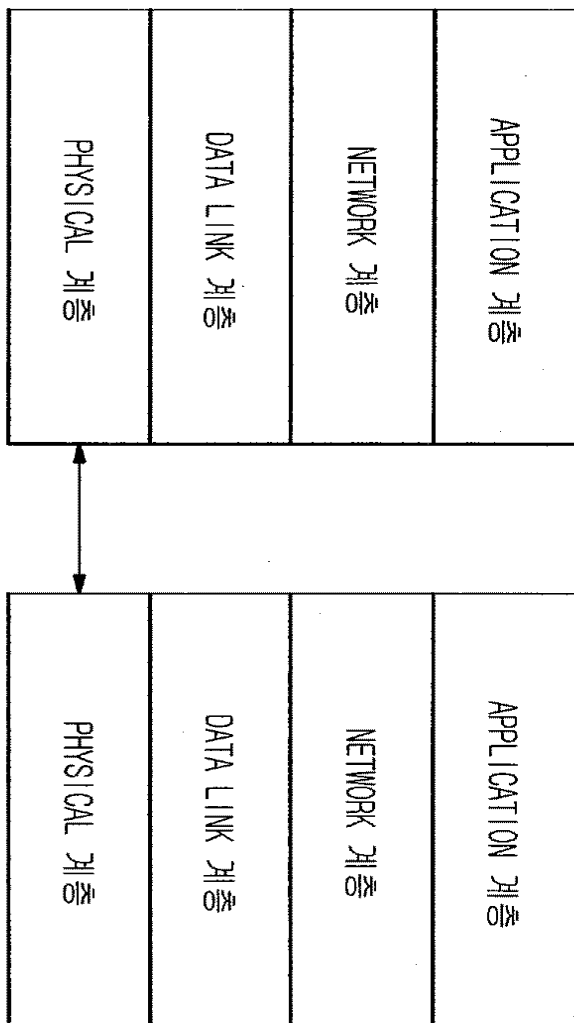 APPLICATION 계층
NETWORK 계층
DATA LINK 계층
PHYSICAL 계층
APPLICATION 계층
NETWORK 계층
DATA LINK 계층
PHYSICAL 계층